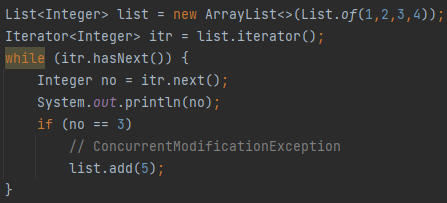 List<Integer> list = new ArrayList<>(List.of(1,2,3,4));
Iterator<Integer> itr = list.iterator();
while (itr.hasNext()) {
    Integer no = itr.next();
    System.out.println(no);
    if (no == 3)
        // ConcurrentModificationException
        list.add(5);
}